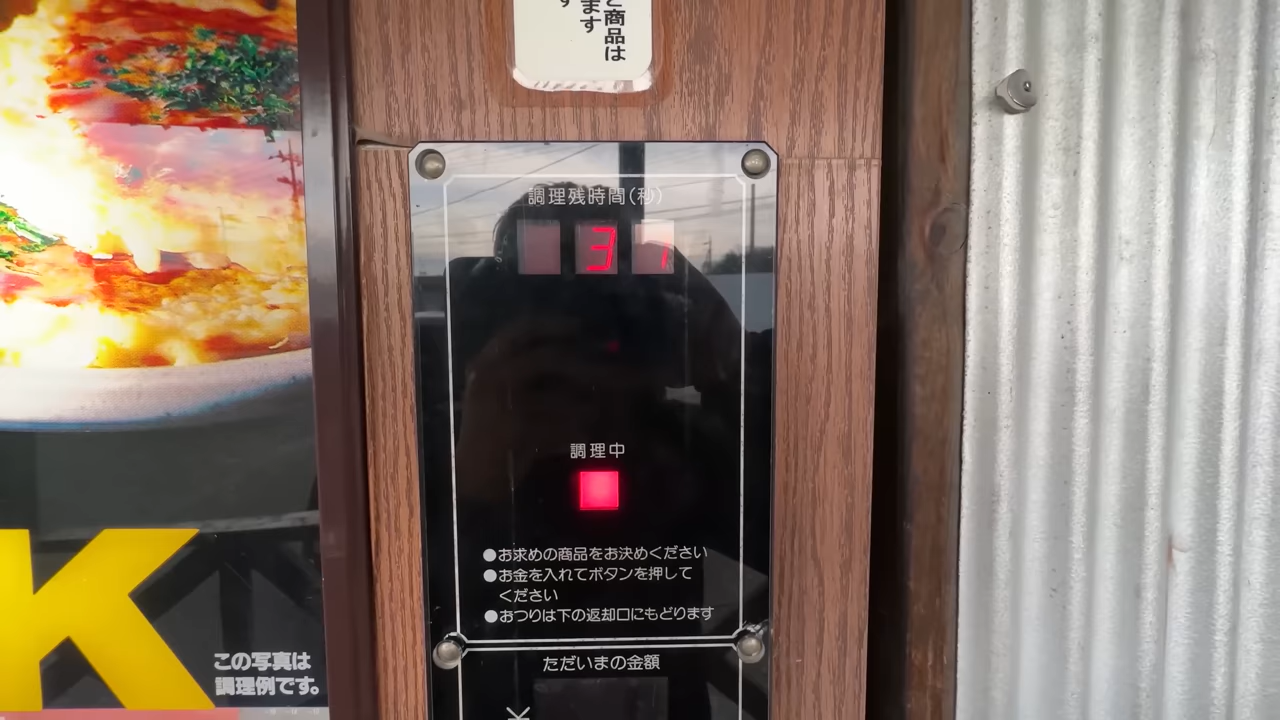 と商品は
ます
す
調理残時間(秒)
3
調理中
●お求めの商品をお決めください
●お金を入れてボタンを押して
ください
●おつりは下の返却口にもどります
ただいまの金額
K
この写真は
調理例です。